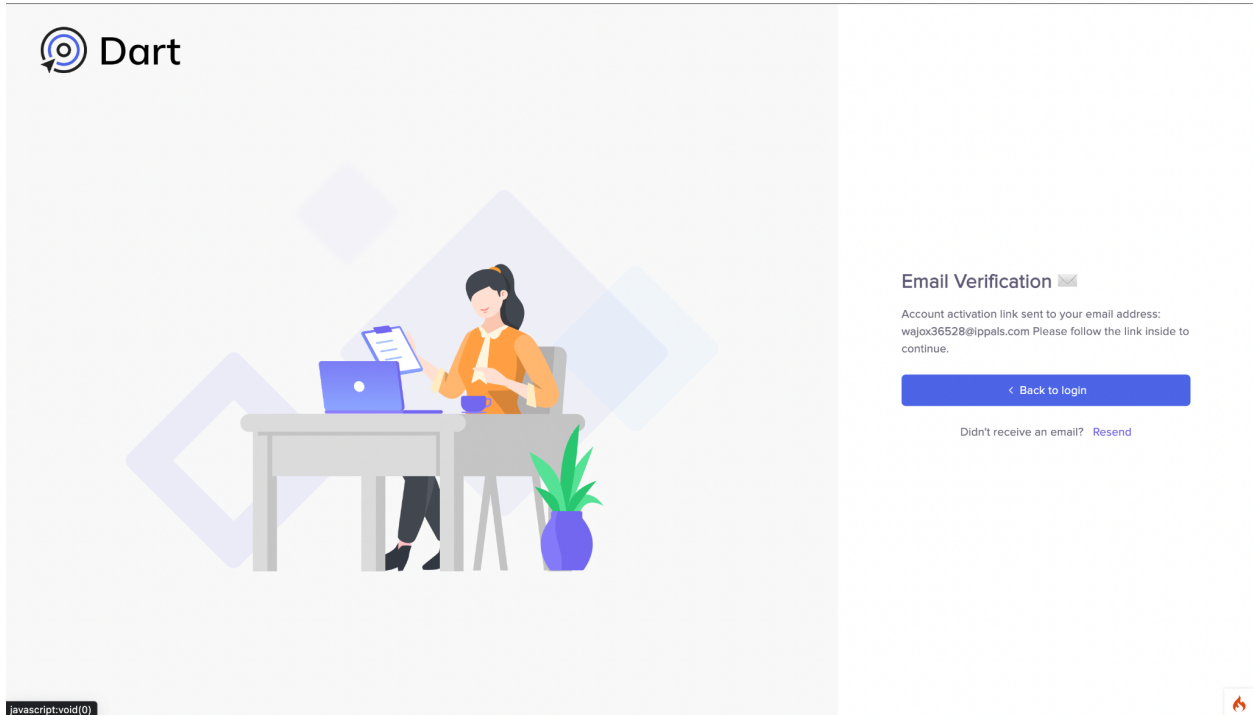 Dart
Email Verification
Account activation link sent to your email address:
wajox36528@ippals.com Please follow the link inside to
continue.
< Back to login
Didn't receive an email? Resend
javascript:void(0)